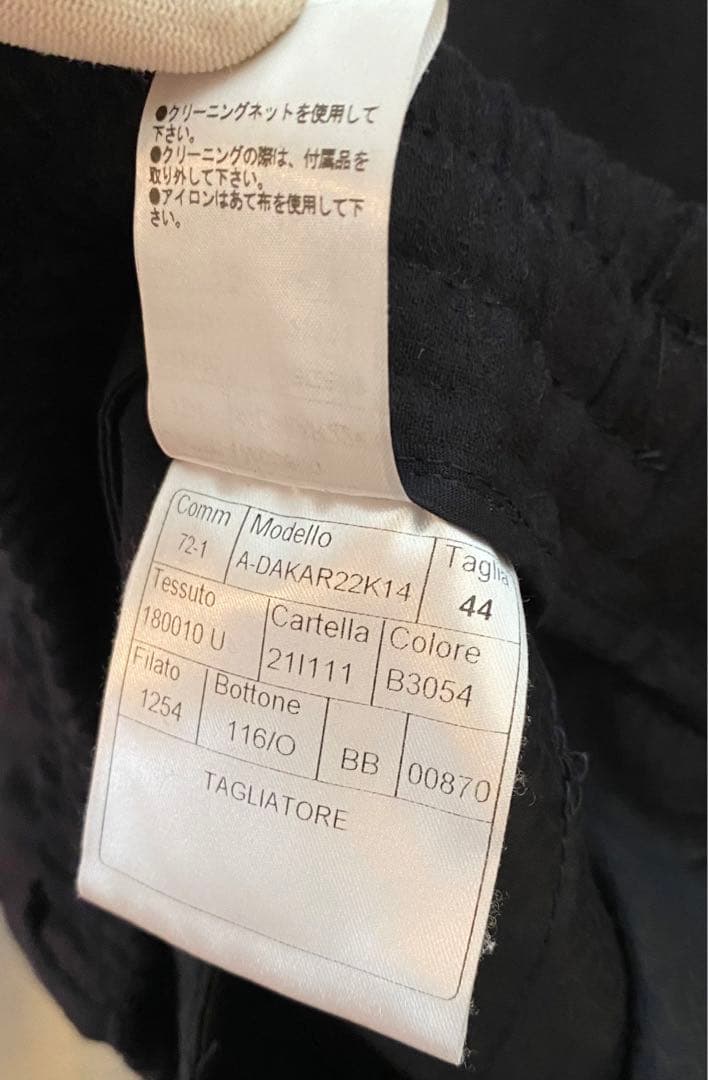 ●クリーニングネットを使用して
下さい。
●クリーニングの際は、付属品を
取り外して下さい。
●アイロンはあて布を使用して下
さい。
Comm Modello Taglia
72-1 A-DAKAR22K14 44
Tessuto Cartella Colore
180010 U 21I111 B3054
Filato Bottone
1254 116/O BB 00870
TAGLIATORE